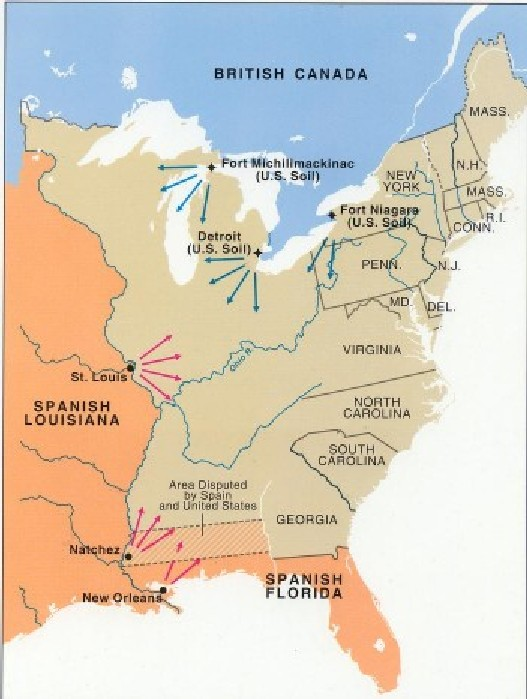 BRITISH CANADA
MASS.
Fort Michilimackinac
(U.S. Soil)
N.H.
NEW
YORK
MASS.
Fort Niagara
(U.S. Soil)
R.I.
CONN.
Detroit
(U.S. Soil)
PENN.
N.J.
MD.
DEL.
Ohio R.
VIRGINIA
St. Louis
SPANISH
LOUISIANA
NORTH
CAROLINA
SOUTH
CAROLINA
Area Disputed
by Spain
and United States
GEORGIA
Natchez
SPANISH
FLORIDA
New Orleans